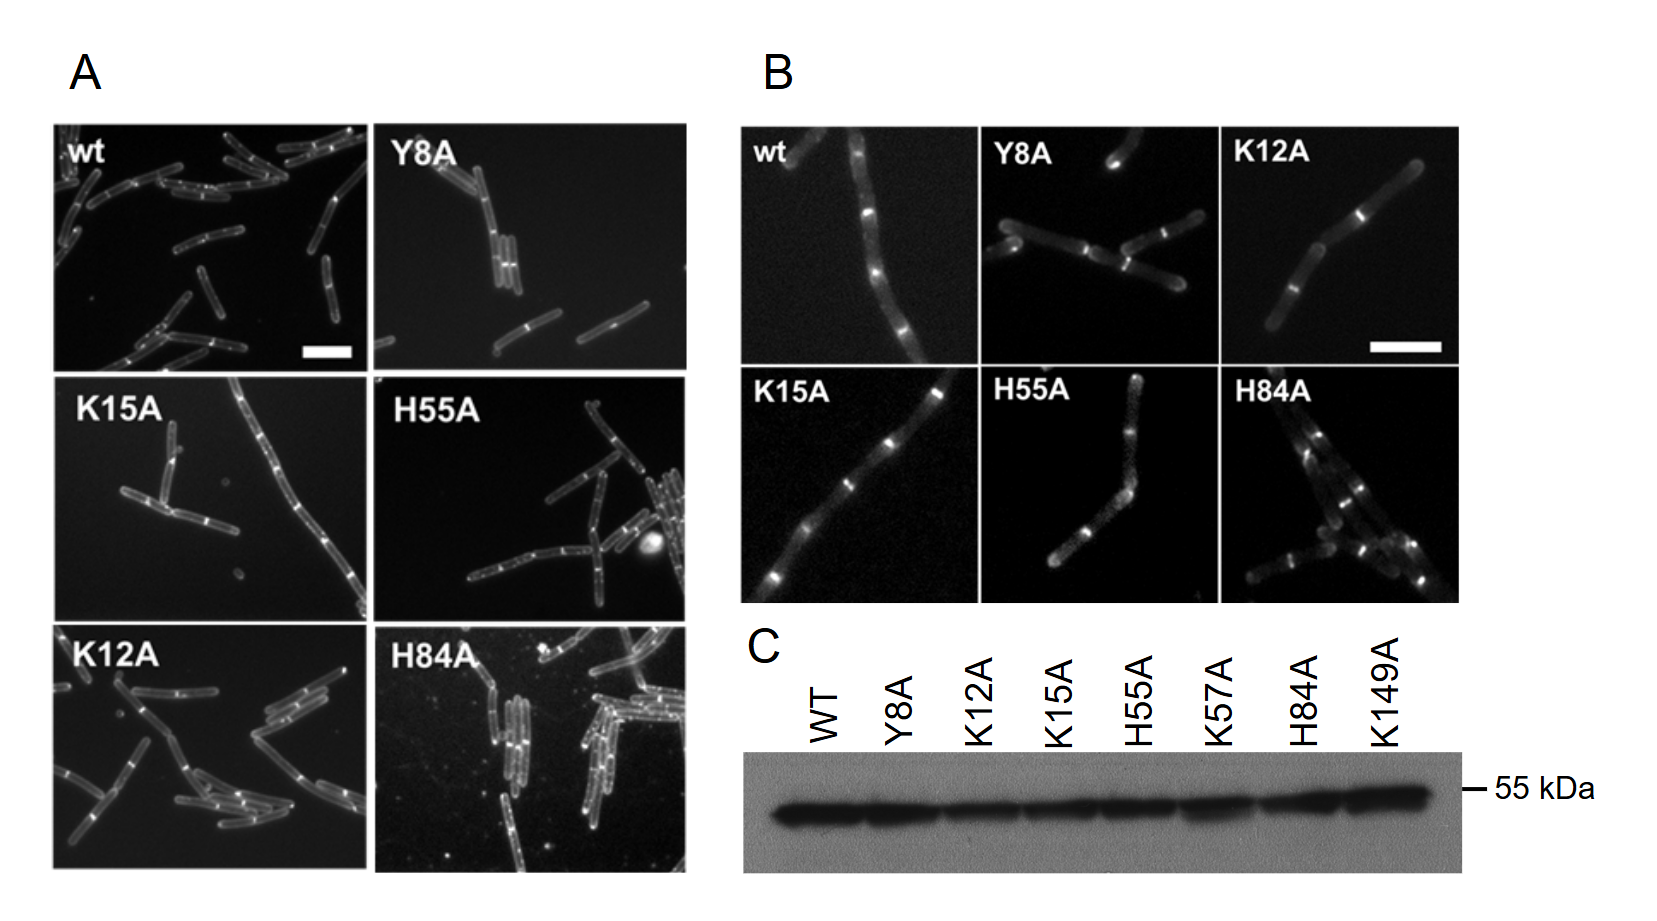 A
wt
Y8A
K15A
H55A
K12A
H84A
B
wt
Y8A
K12A
K15A
H55A
H84A
C
WT
Y8A
K12A
K15A
H55A
K57A
H84A
K149A
55 kDa